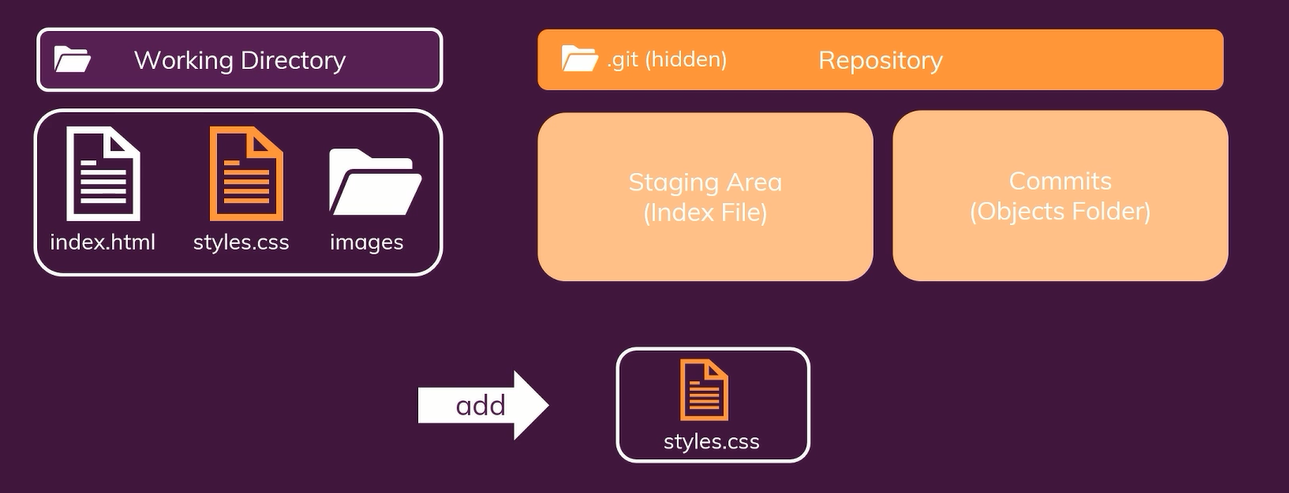 Working Directory
.git (hidden)
Repository
index.html
styles.css
images
Staging Area
(Index File)
Commits
(Objects Folder)
add
styles.css